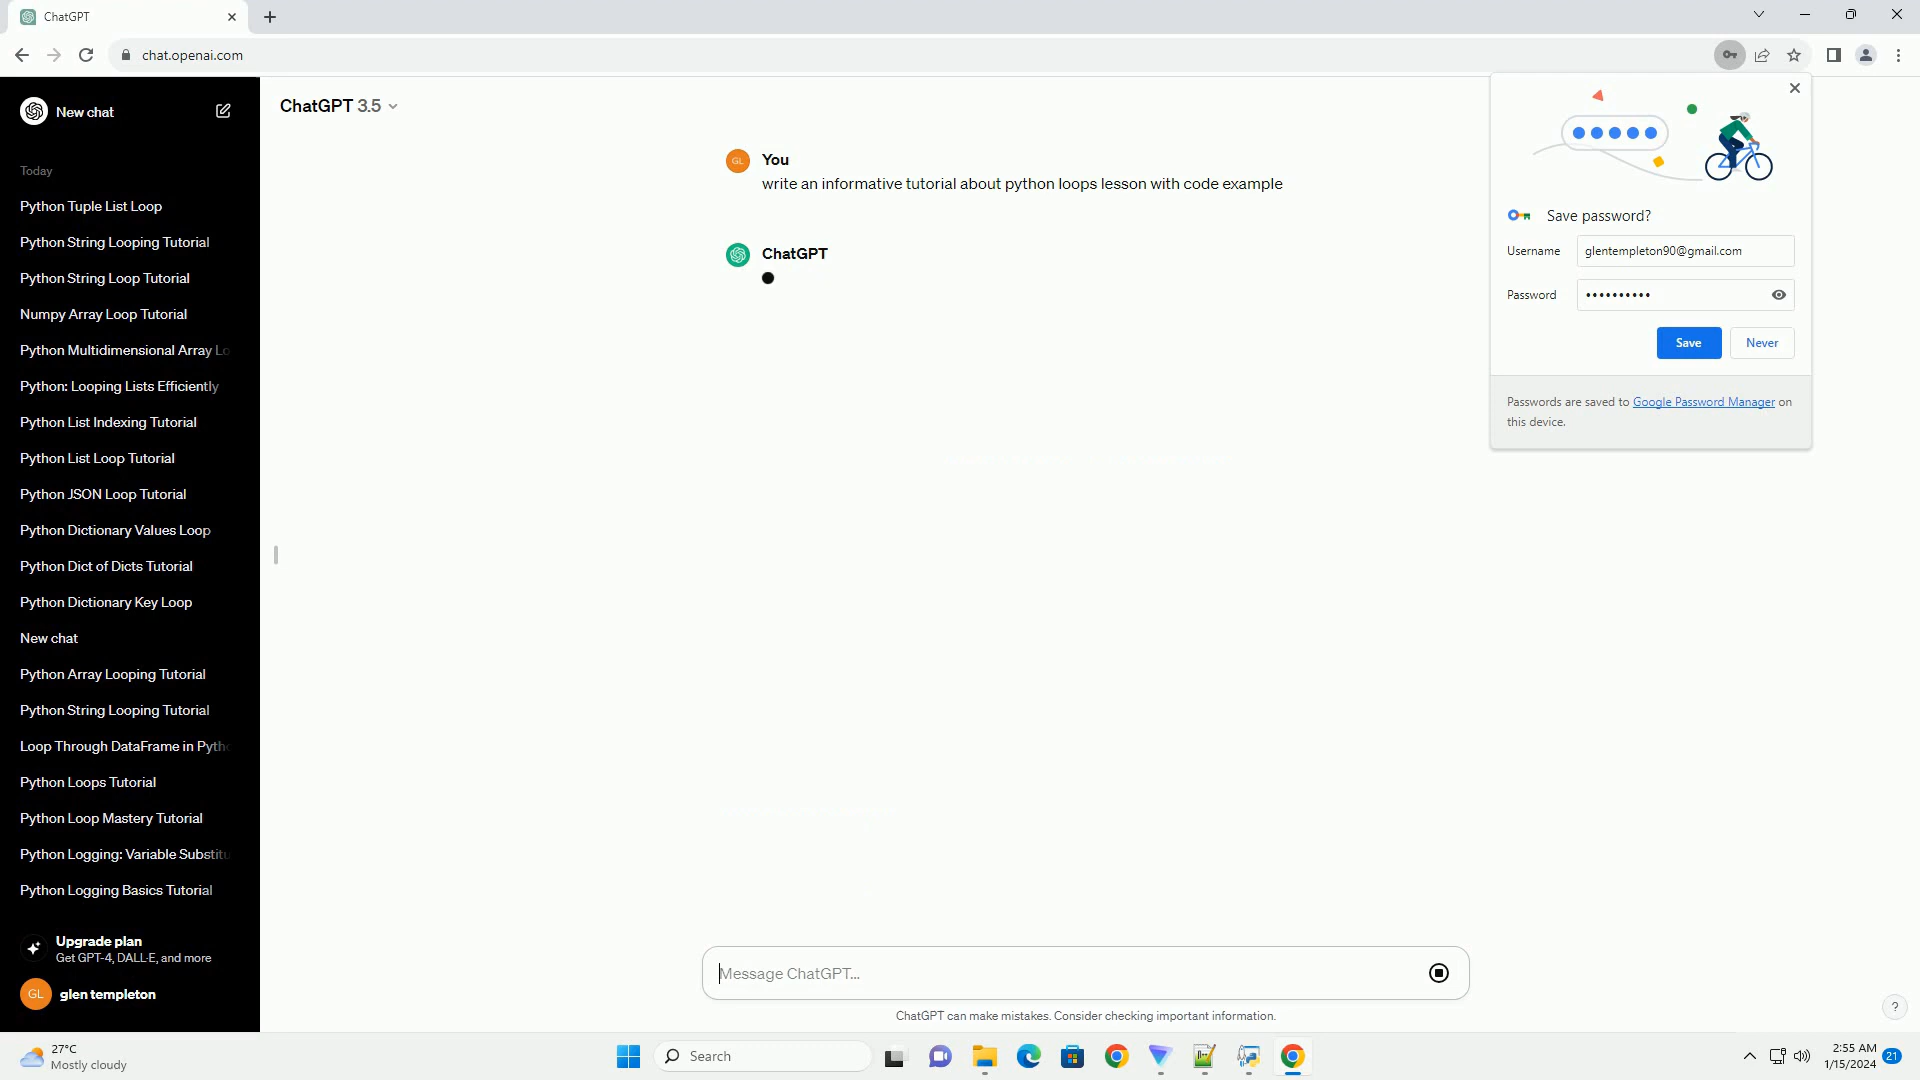 ChatGPT
chat.openai.com
New chat
Today
Python Tuple List Loop
Python String Looping Tutorial
Python String Loop Tutorial
Numpy Array Loop Tutorial
Python Multidimensional Array Lo
Python: Looping Lists Efficiently
Python List Indexing Tutorial
Python List Loop Tutorial
Python JSON Loop Tutorial
Python Dictionary Values Loop
Python Dict of Dicts Tutorial
Python Dictionary Key Loop
New chat
Python Array Looping Tutorial
Python String Looping Tutorial
Loop Through DataFrame in Pytho
Python Loops Tutorial
Python Loop Mastery Tutorial
Python Logging: Variable Substitu
Python Logging Basics Tutorial
Upgrade plan
Get GPT-4, DALL·E, and more
GL glen templeton
ChatGPT 3.5
GL You
write an informative tutorial about python loops lesson with code example
ChatGPT
Message ChatGPT...
ChatGPT can make mistakes. Consider checking important information.
?
Save password?
Username glentempleton90@gmail.com
Password ••••••••••
Save Never
Passwords are saved to Google Password Manager on
this device.
27°C
Mostly cloudy
Search
2:55 AM
1/15/2024
21